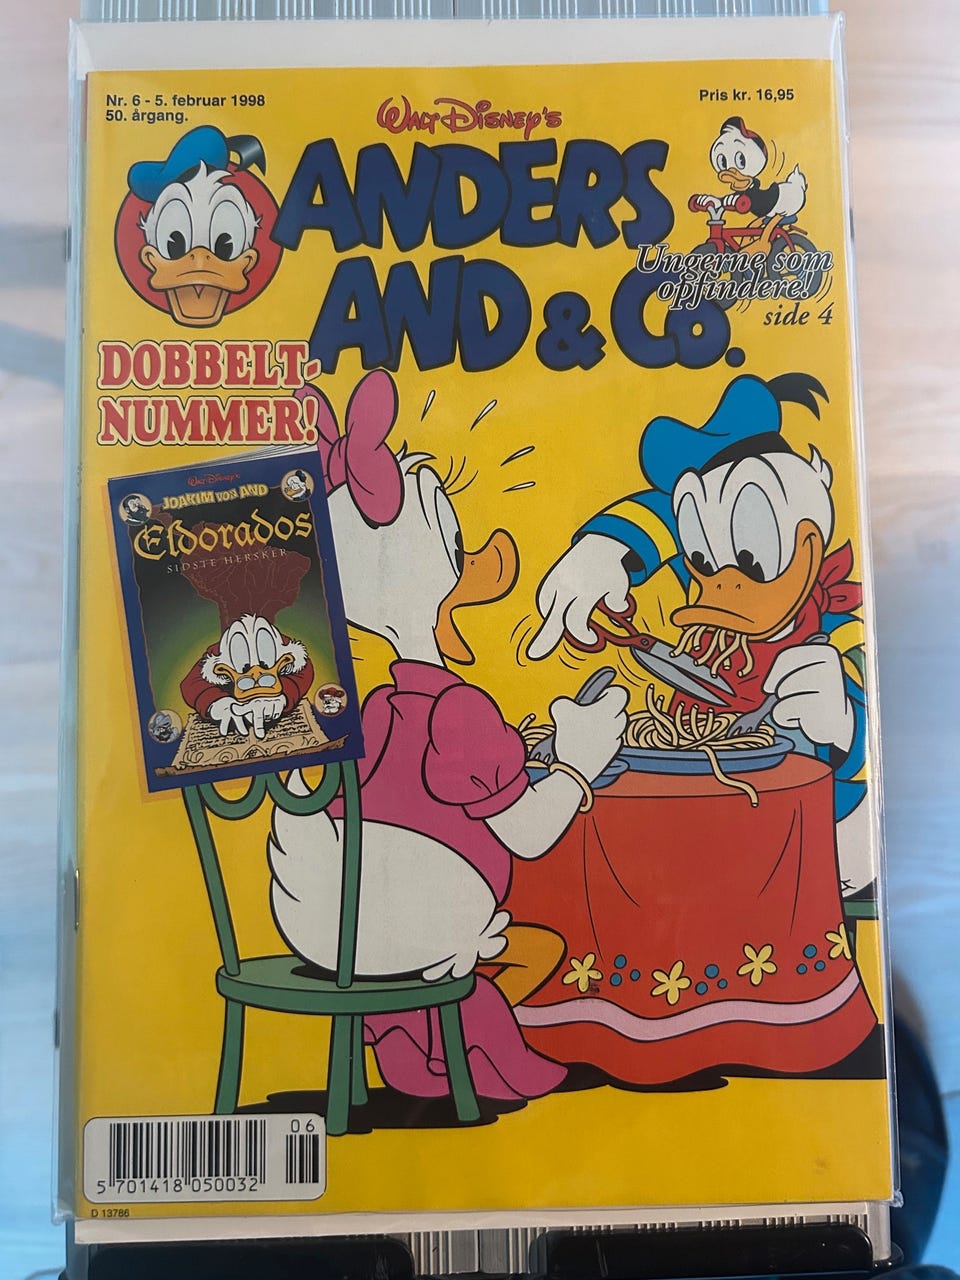 Nr. 6 - 5. februar 1998
50. årgang.
Pris kr. 16,95
Walt Disney's
ANDERS
AND & Co.
Ungerne som
opfindere!
side 4
DOBBELT-
NUMMER!
Walt Disney's
JOAKIM VON AND
Eldorados
SIDSTE HERSKER
06
5 701418 050032
D 13786